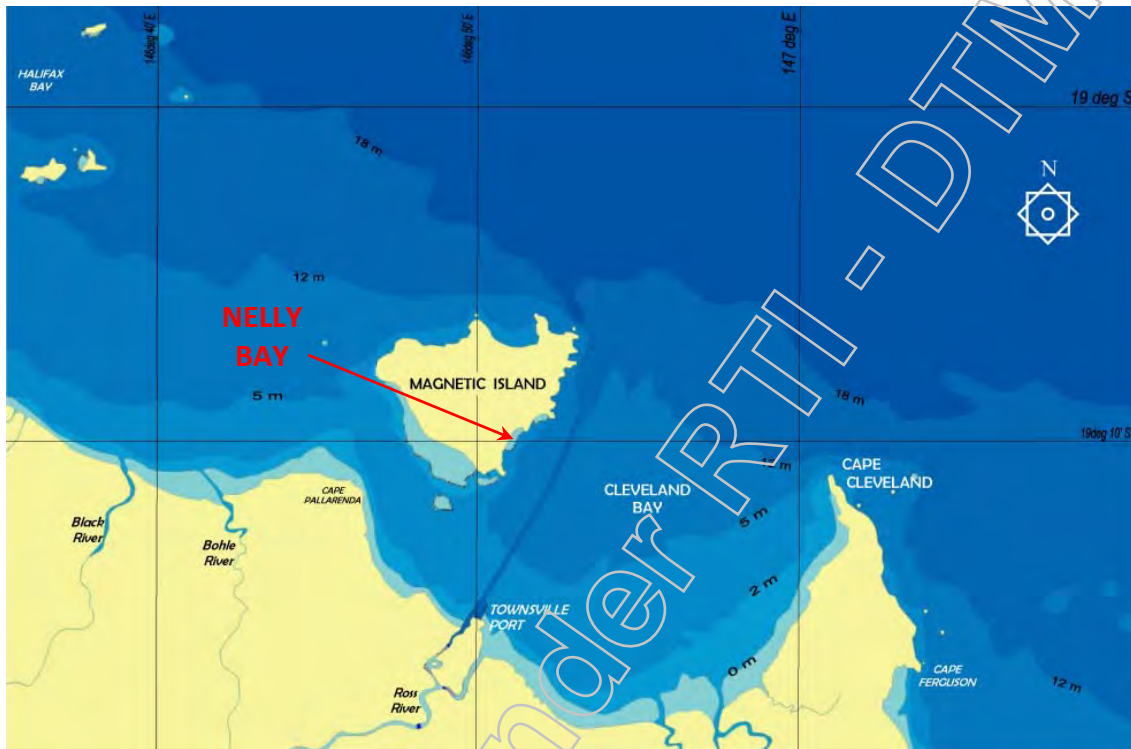 146deg 40' E
146deg 50' E
147 deg E
HALIFAX
BAY
19 deg S
18 m
N
12 m
NELLY
BAY
MAGNETIC ISLAND
5 m
18 m
19deg 10' S
12 m
CAPE
CLEVELAND
CLEVELAND
BAY
CAPE
PALLARENDA
5 m
Black
River
Bohle
River
2 m
TOWNSVILLE
PORT
0 m
CAPE
FERGUSON
12 m
Ross
River
nder RTI - DTM